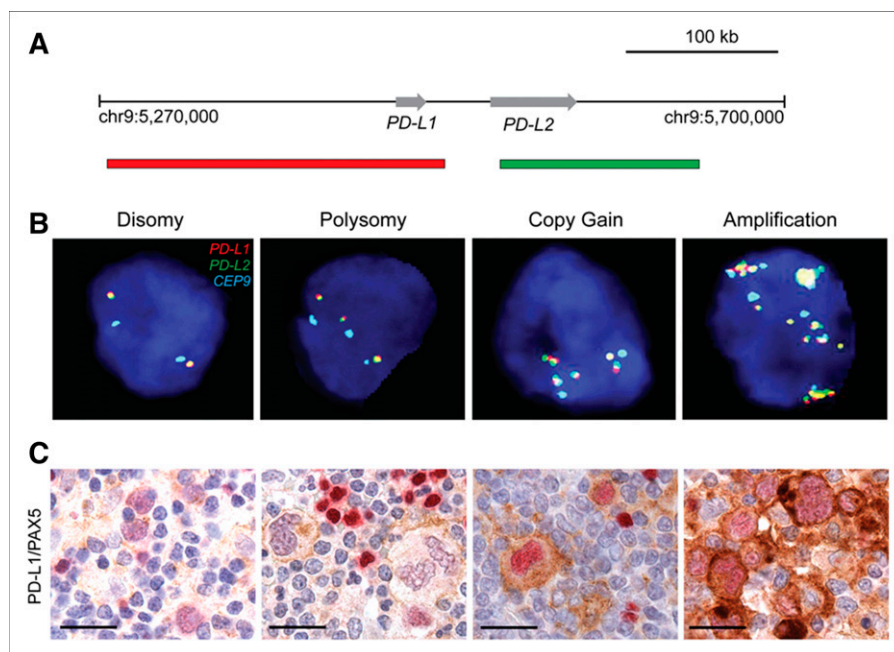 A
100 kb
chr9:5,270,000
PD-L1
PD-L2
chr9:5,700,000
B
Disomy
Polysomy
Copy Gain
Amplification
PD-L1
PD-L2
CEP9
C
PD-L1/PAX5